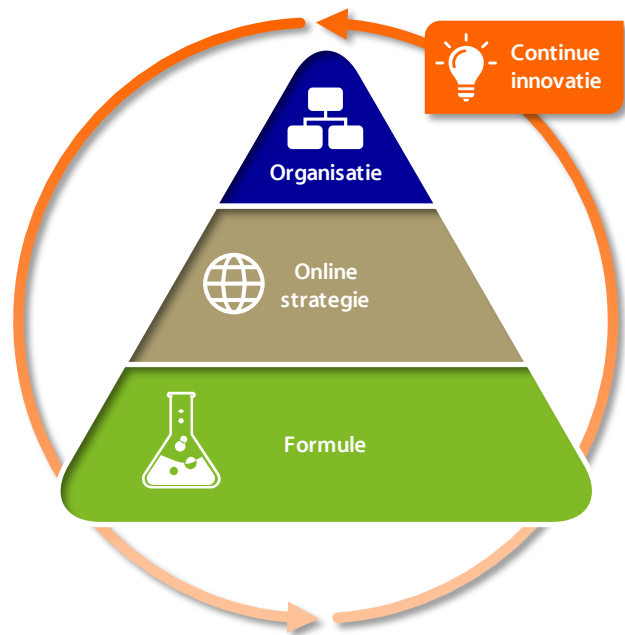 Continue
innovatie
Organisatie
Online
strategie
Formule